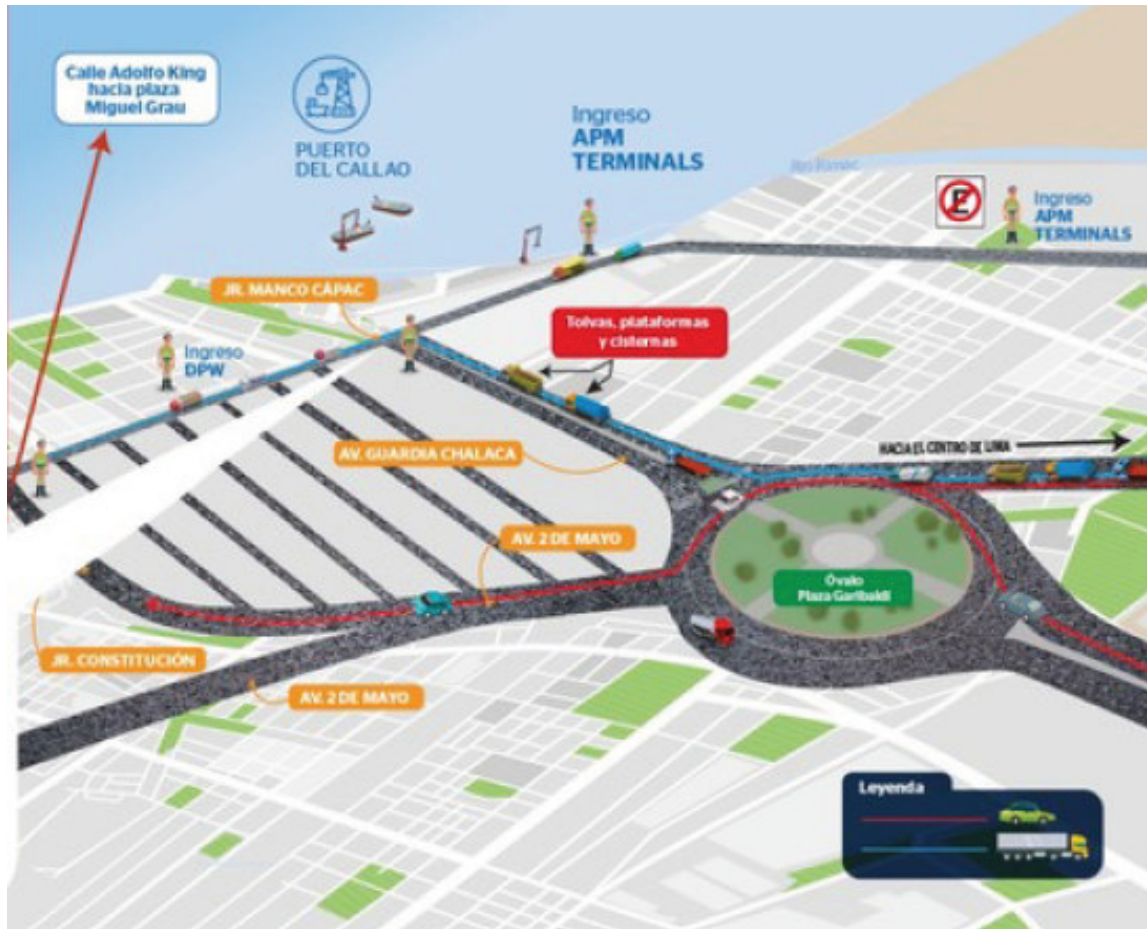 Calle Adolfo King
hacia plaza
Miguel Grau
PUERTO
DEL CALLAO
Ingreso
APM
TERMINALS
Río Rímac
E
Ingreso
APM
TERMINALS
JR. MANCO CÁPAC
Tolvas, plataformas
y cisternas
Ingreso
DPW
AV. GUARDIA CHALACA
HACIA EL CENTRO DE LIMA
AV. 2 DE MAYO
Óvalo
Plaza Garibaldi
JR. CONSTITUCIÓN
AV. 2 DE MAYO
Leyenda